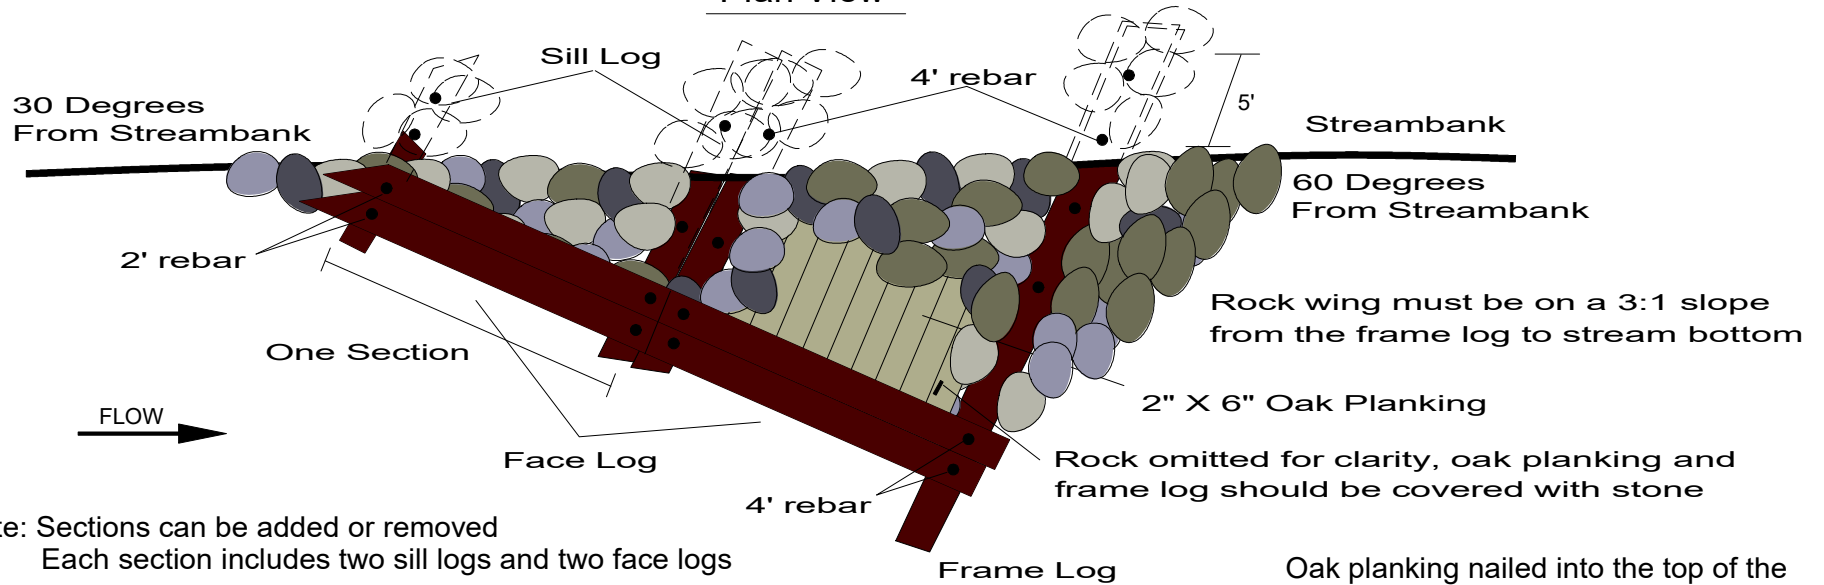 Plan View
Sill Log
4' rebar
5'
30 Degrees
From Streambank
Streambank
60 Degrees
From Streambank
2' rebar
Rock wing must be on a 3:1 slope
from the frame log to stream bottom
One Section
2" X 6" Oak Planking
FLOW
Face Log
Rock omitted for clarity, oak planking and
frame log should be covered with stone
4' rebar
te: Sections can be added or removed
Each section includes two sill logs and two face logs
Frame Log
Oak planking nailed into the top of the